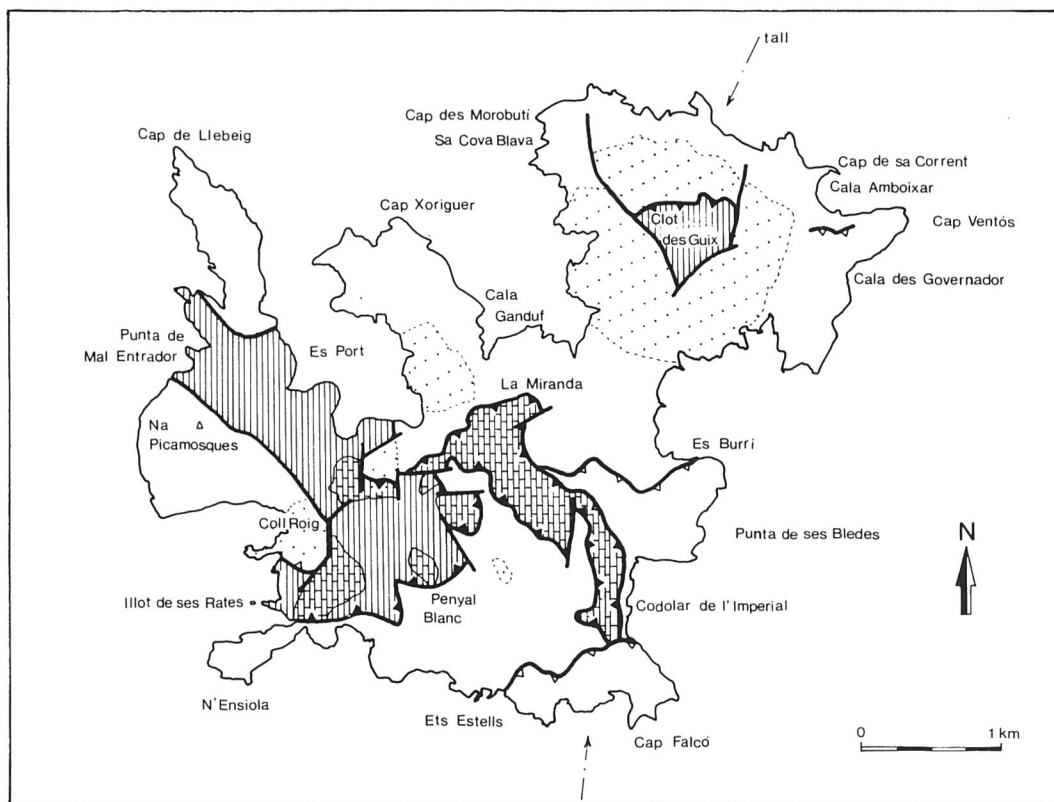 tall
Cap des Morobutí
Sa Cova Blava
Cap de Llebeig
Cap de sa Corrent
Cala Amboixar
Cap Xoriguer
Cap Ventós
Clot
des Guix
Cala des Governador
Cala
Ganduf
Punta de
Mal Entrador
Es Port
La Miranda
Na
Picamosques
Es Burrí
Coll Roig
Punta de ses Bledes
N
Illot de ses Rates
Penyal
Blanc
Codolar de l'Imperial
N'Ensiola
Ets Estells
Cap Falcó
0 1 km